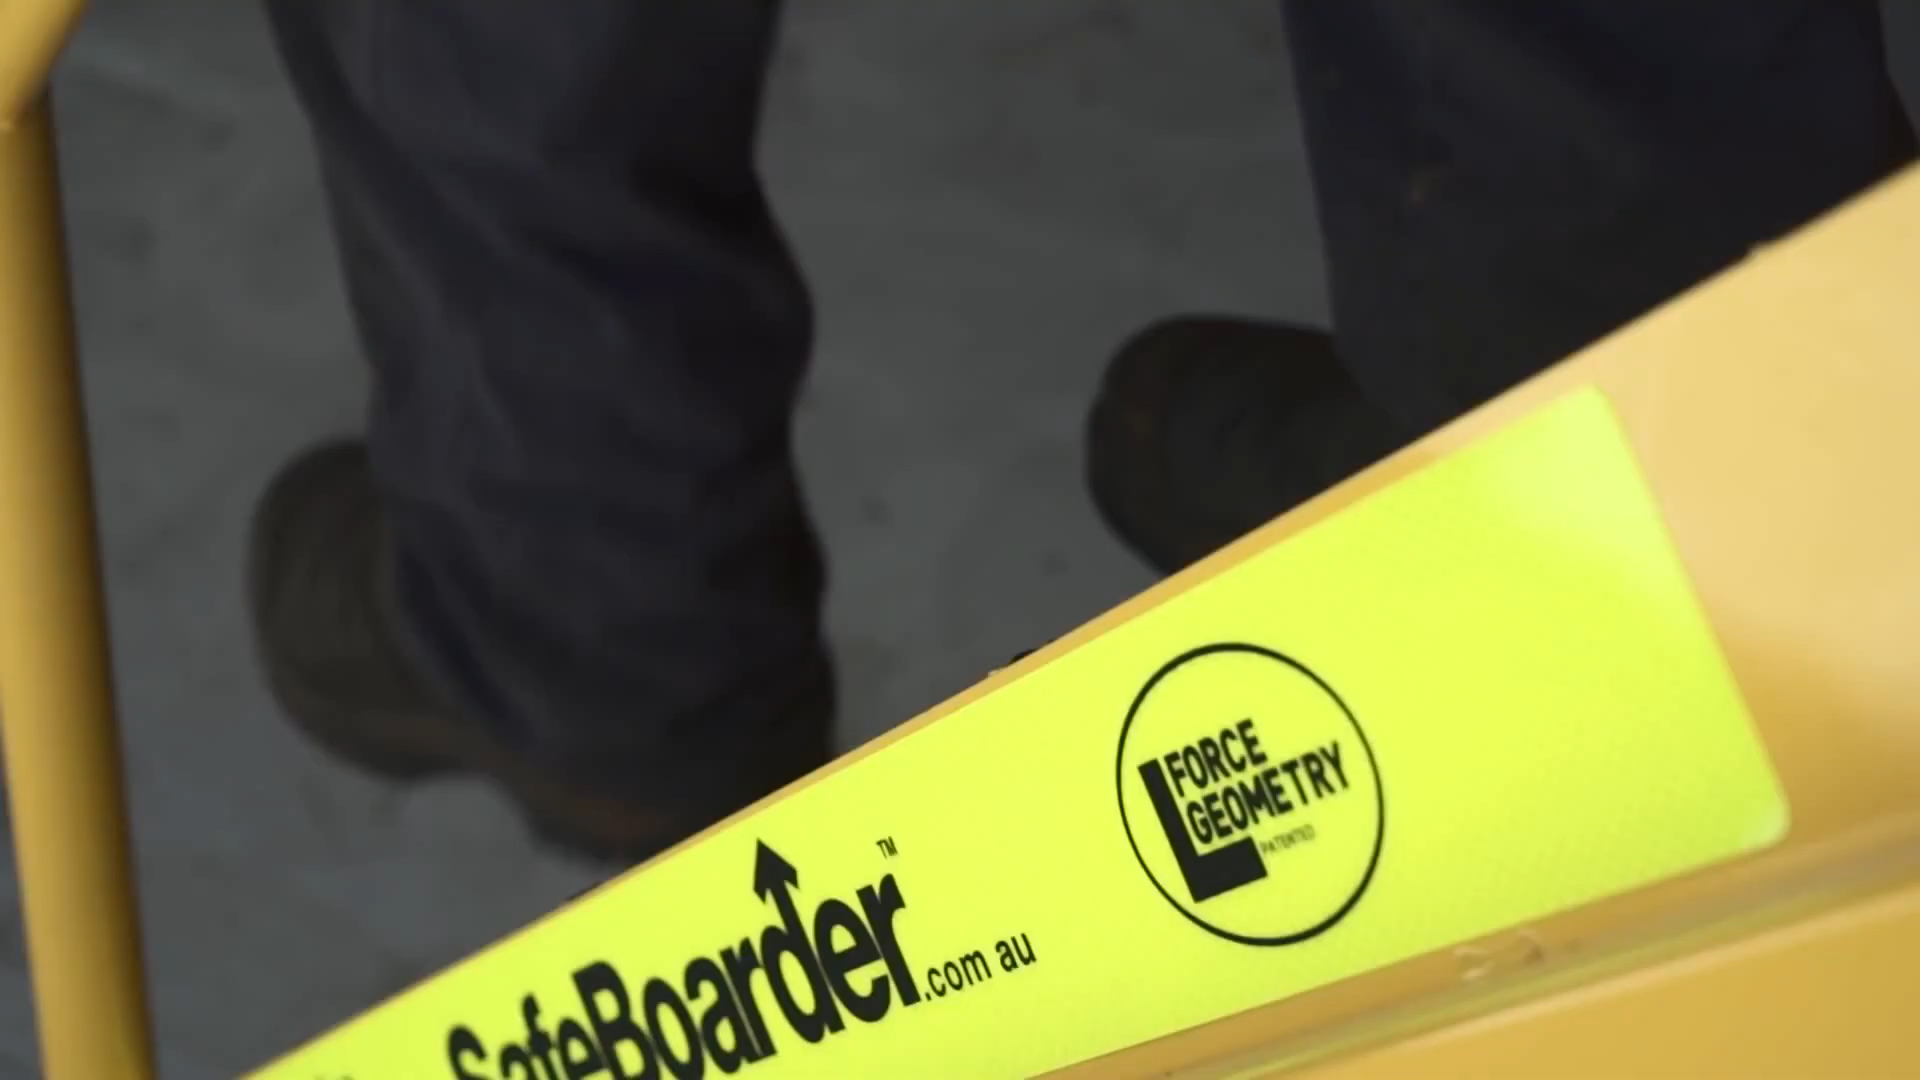 SafeBoarder™
.com au
FORCE
GEOMETRY
PATENTED